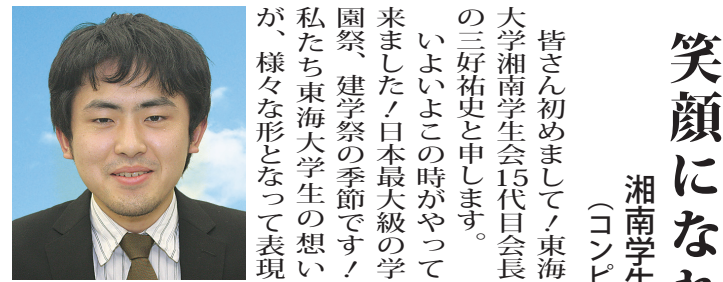 笑顔になれ
湘南学生
（コンピ
皆さん初めまして！東海
大学湘南学生会15代目会長
の三好祐史と申します。
いよいよこの時がやって
来ました！日本最大級の学
園祭、建学祭の季節です！
私たち東海大学生の想い
が、様々な形となって表現